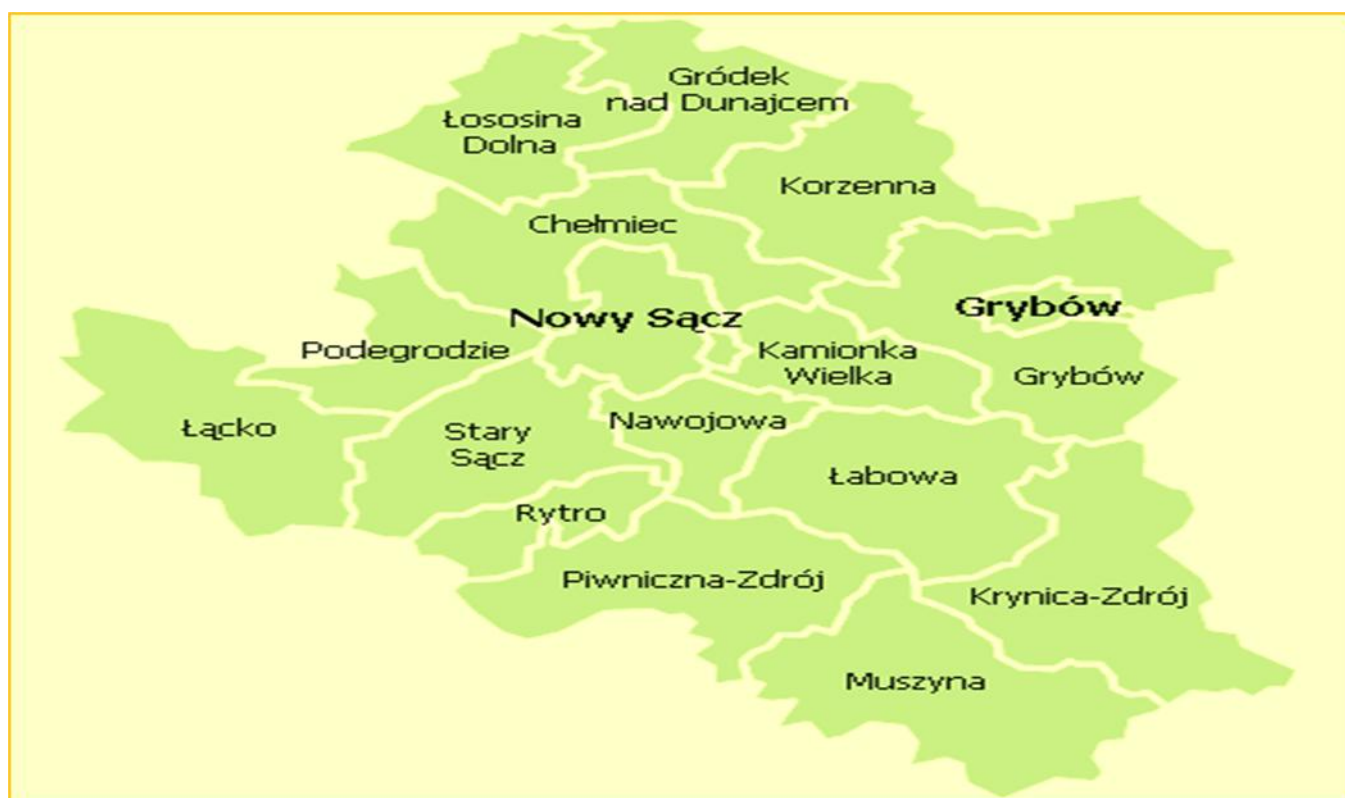 Gródek
nad Dunajcem
Łososina
Dolna
Korzenna
Chełmiec
Nowy Sącz
Grybów
Podegrodzie
Kamionka
Wielka
Grybów
Łącko
Stary
Sącz
Nawojowa
Łabowa
Rytro
Piwniczna-Zdrój
Krynica-Zdrój
Muszyna